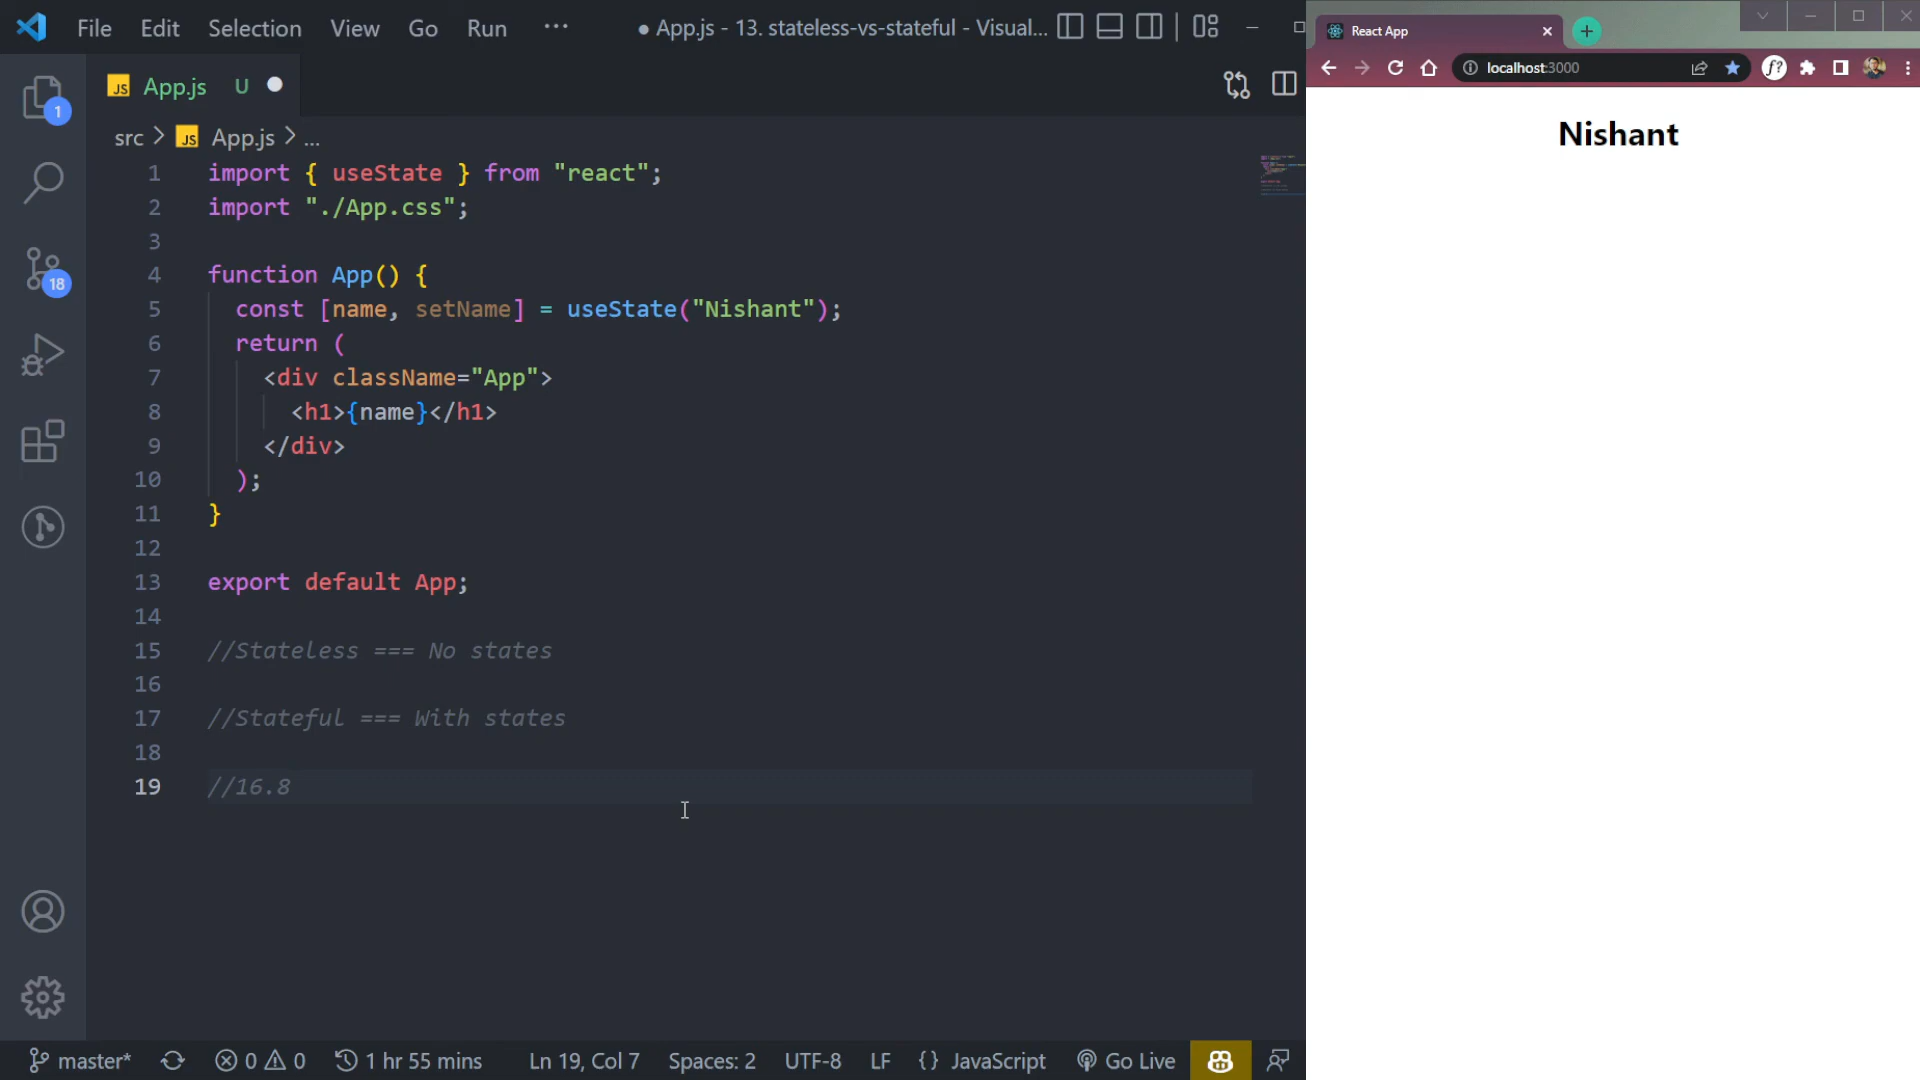 File Edit Selection View Go Run ···
● App.js - 13. stateless-vs-stateful - Visual...
JS App.js U
src > JS App.js > ...
1 import { useState } from "react";
2 import "./App.css";
3
4 function App() {
5 const [name, setName] = useState("Nishant");
6 return (
7 <div className="App">
8 <h1>{name}</h1>
9 </div>
10 );
11 }
12
13 export default App;
14
15 //Stateless === No states
16
17 //Stateful === With states
18
19 //16.8
1
18
master* 0 0 1 hr 55 mins Ln 19, Col 7 Spaces: 2 UTF-8 LF {} JavaScript Go Live
React App
localhost:3000
f?
Nishant